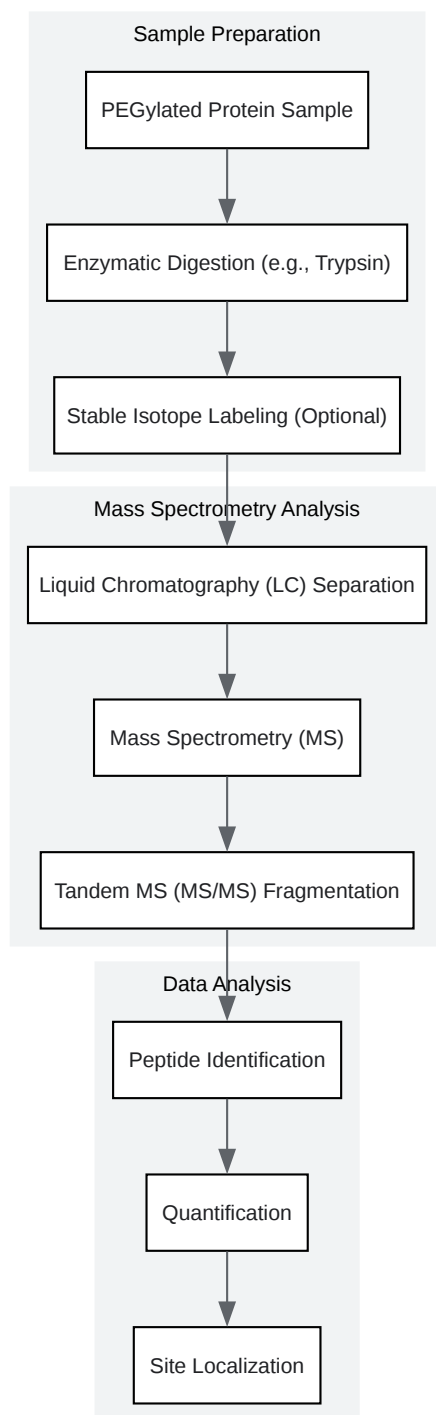 Sample Preparation
PEGylated Protein Sample
Enzymatic Digestion (e.g., Trypsin)
Stable Isotope Labeling (Optional)
Mass Spectrometry Analysis
Liquid Chromatography (LC) Separation
Mass Spectrometry (MS)
Tandem MS (MS/MS) Fragmentation
Data Analysis
Peptide Identification
Quantification
Site Localization